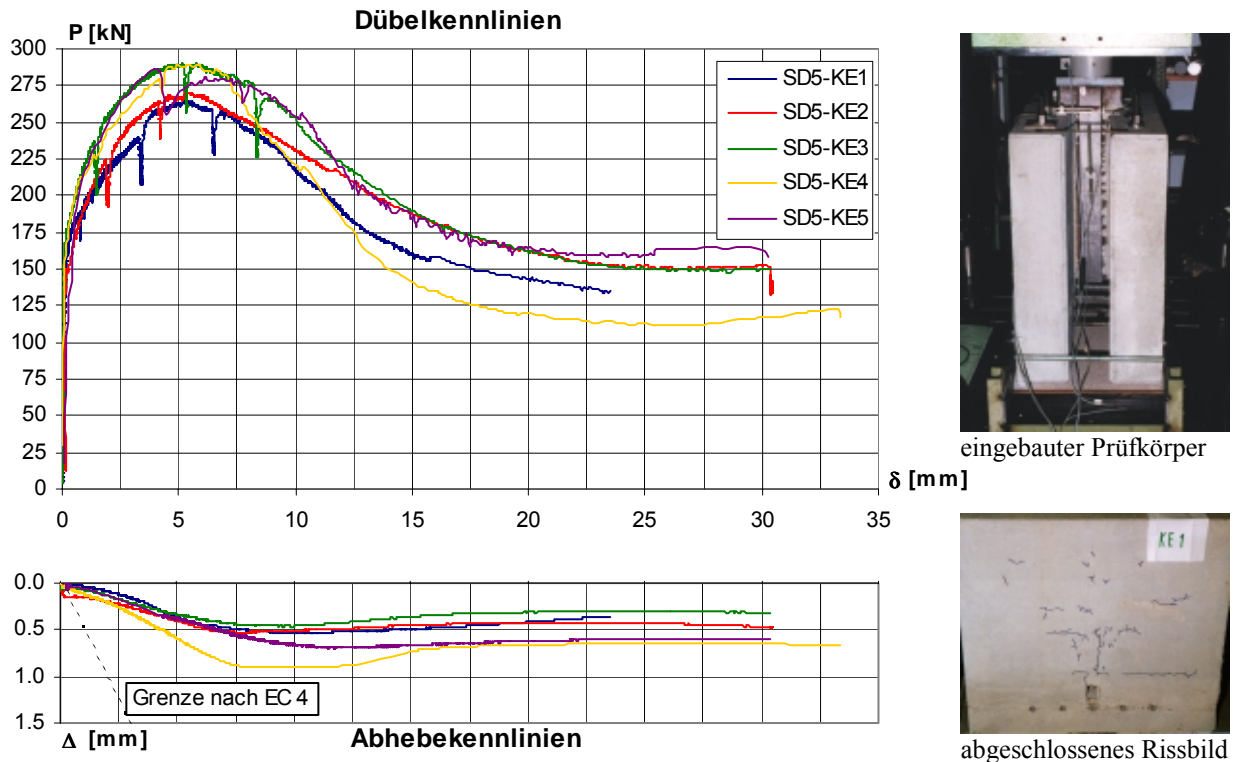 Dübelkennlinien
P [kN]
300
275
250
225
200
175
150
125
100
75
50
25
0
0
5
10
15
20
25
30
35
δ [mm]
SD5-KE1
SD5-KE2
SD5-KE3
SD5-KE4
SD5-KE5
0.0
0.5
1.0
1.5
Grenze nach EC 4
Δ [mm]
Abhebekennlinien
eingebauter Prüfkörper
KE 1
abgeschlossenes Rissbild